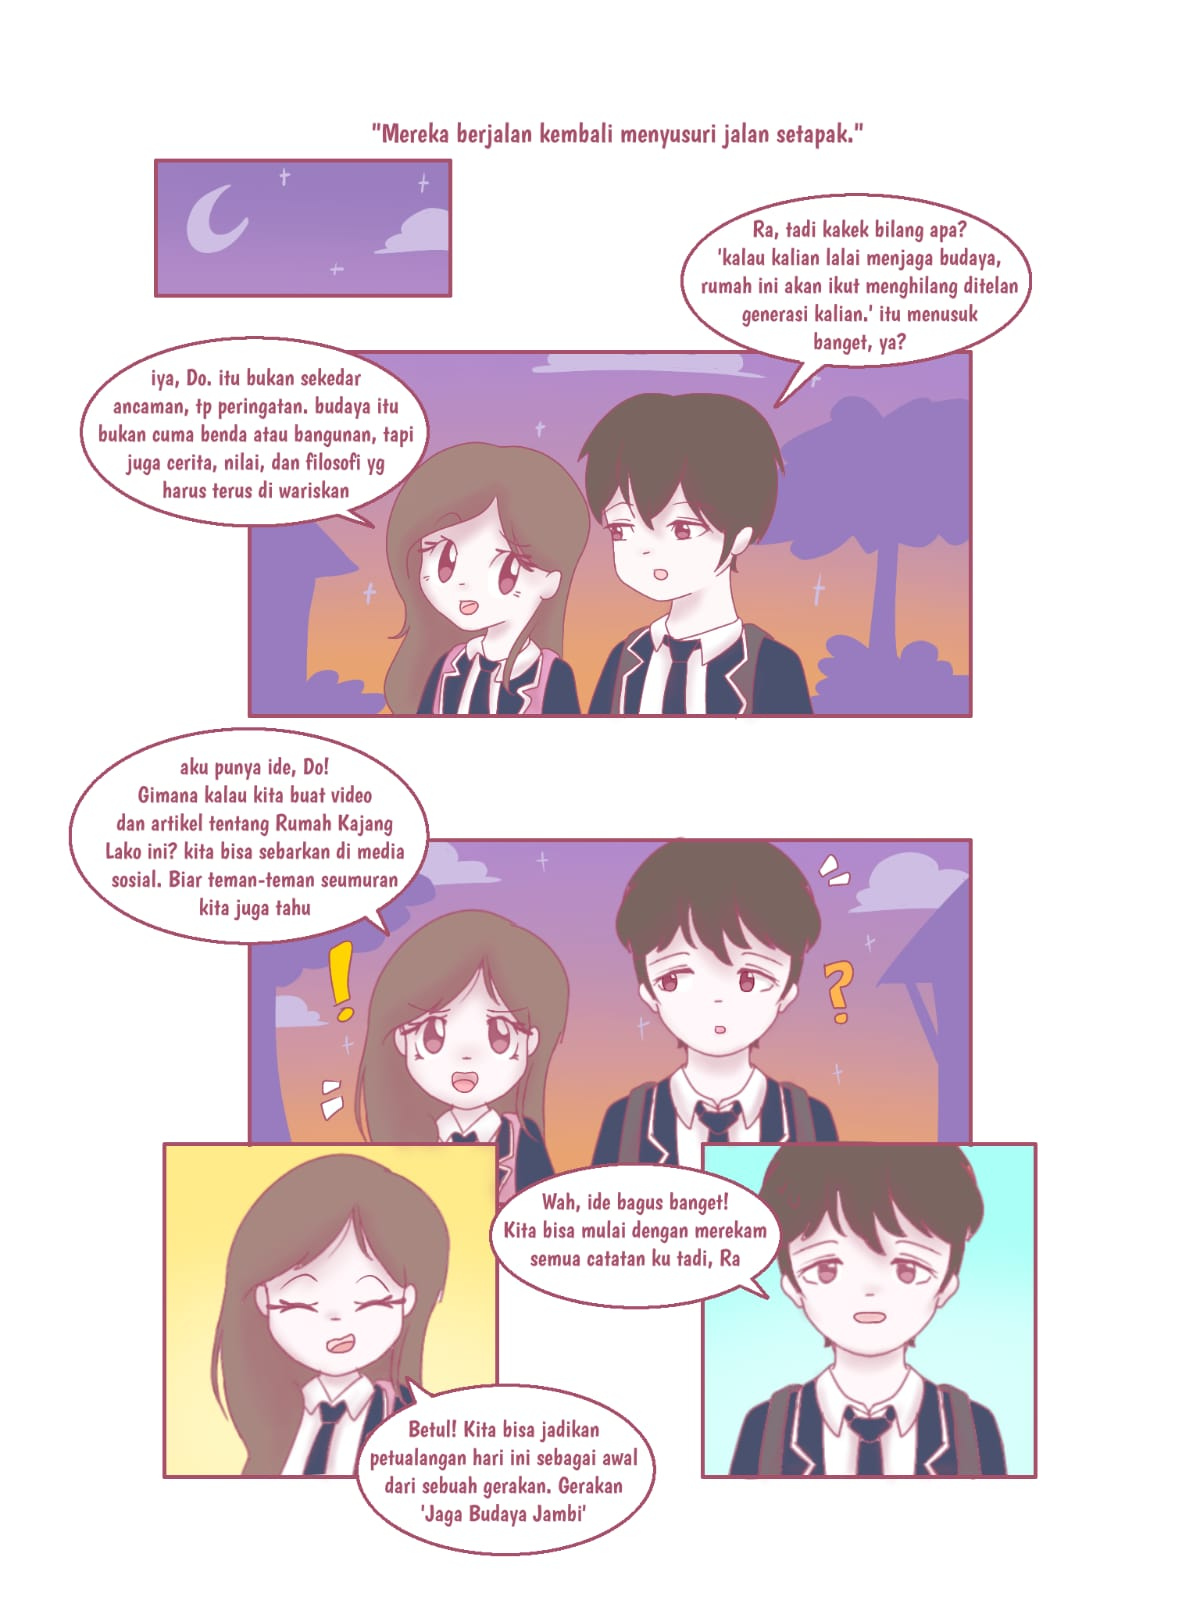 "Mereka berjalan kembali menyusuri jalan setapak."
Ra, tadi kakek bilang apa?
'kalau kalian lalai menjaga budaya,
rumah ini akan ikut menghilang ditelan
generasi kalian.' itu menusuk
banget, ya?
iya, Do. itu bukan sekedar
ancaman, tp peringatan. budaya itu
bukan cuma benda atau bangunan, tapi
juga cerita, nilai, dan filosofi yg
harus terus di wariskan
aku punya ide, Do!
Gimana kalau kita buat video
dan artikel tentang Rumah Kajang
Lako ini? kita bisa sebarkan di media
sosial. Biar teman-teman seumuran
kita juga tahu
!
?
Wah, ide bagus banget!
Kita bisa mulai dengan merekam
semua catatan ku tadi, Ra
Betul! Kita bisa jadikan
petualangan hari ini sebagai awal
dari sebuah gerakan. Gerakan
'Jaga Budaya Jambi'